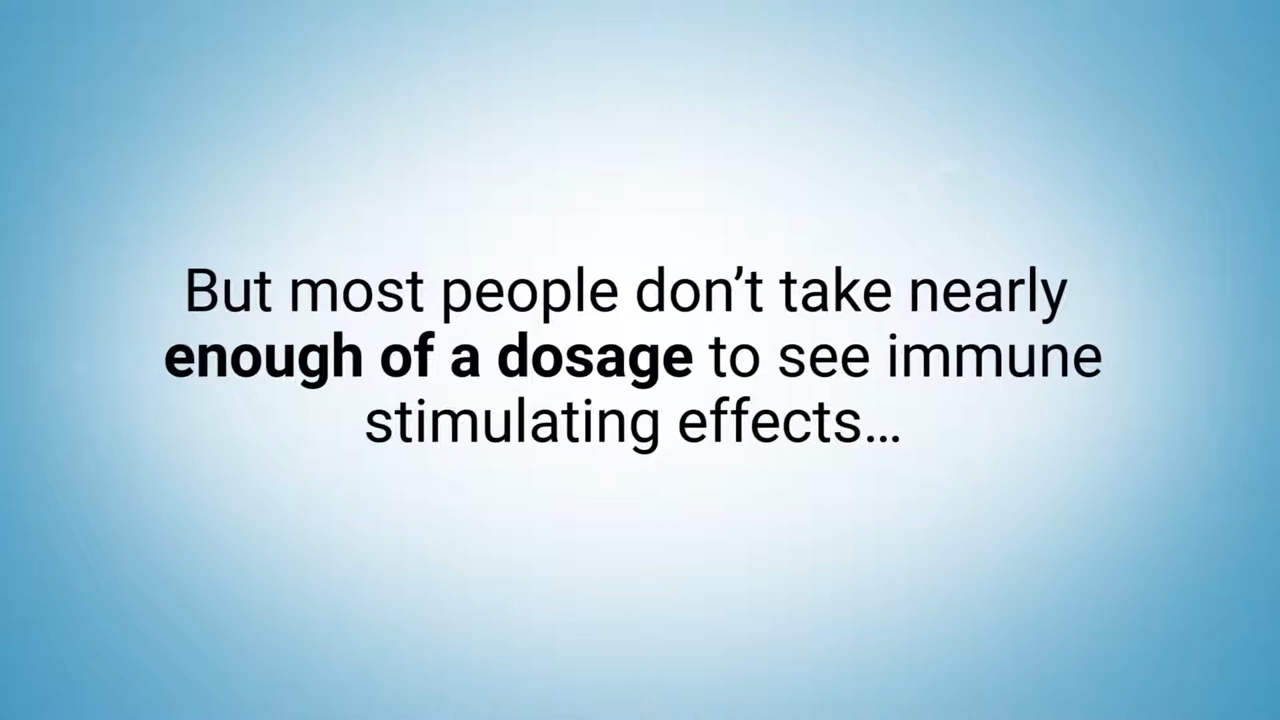 But most people don’t take nearly
enough of a dosage to see immune
stimulating effects…